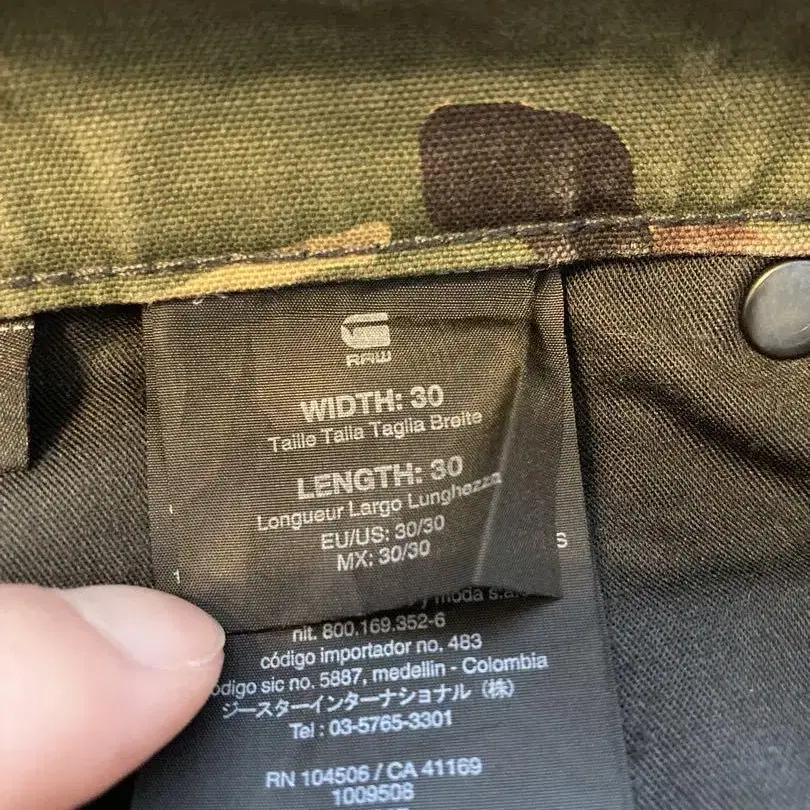 G
RAW
WIDTH: 30
Taille Talla Taglia Breite
LENGTH: 30
Longueur Largo Lunghezza
EU/US: 30/30
MX: 30/30
S
1
y moda s.a.
nit. 800.169.352-6
código importador no. 483
odigo sic no. 5887, medellin - Colombia
ジースターインターナショナル（株）
Tel : 03-5765-3301
RN 104506 / CA 41169
1009508